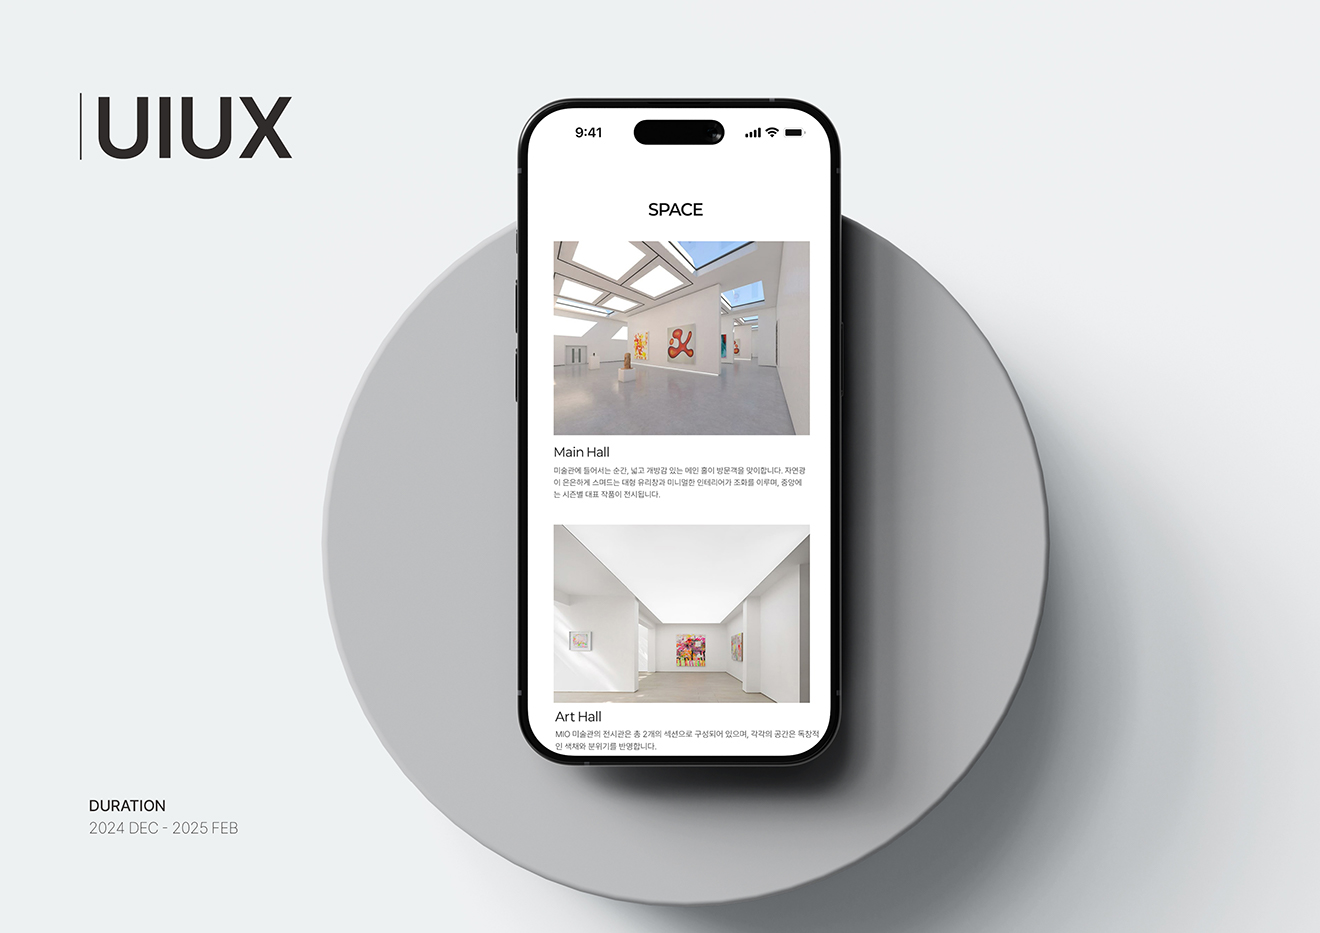 UIUX
9:41
SPACE
Main Hall
미술관에 들어서는 순간, 넓고 개방감 있는 메인 홀이 방문객을 맞이합니다. 자연광
이 은은하게 스며드는 대형 유리창과 미니멀한 인테리어가 조화를 이루며, 중앙에
는 시즌별 대표 작품이 전시됩니다.
Art Hall
MIO 미술관의 전시관은 총 2개의 섹션으로 구성되어 있으며, 각각의 공간은 독창적
인 색채와 분위기를 반영합니다.
DURATION
2024 DEC - 2025 FEB